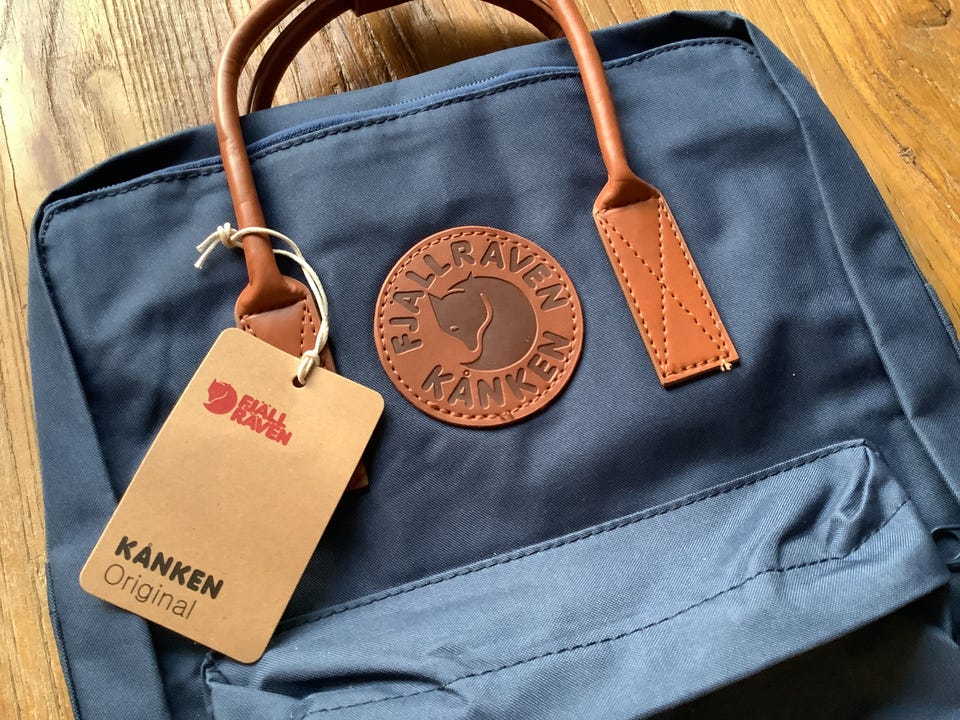 FJÄLLRÄVEN
KÅNKEN
FJÄLL
RÄVEN
KÅNKEN
Original